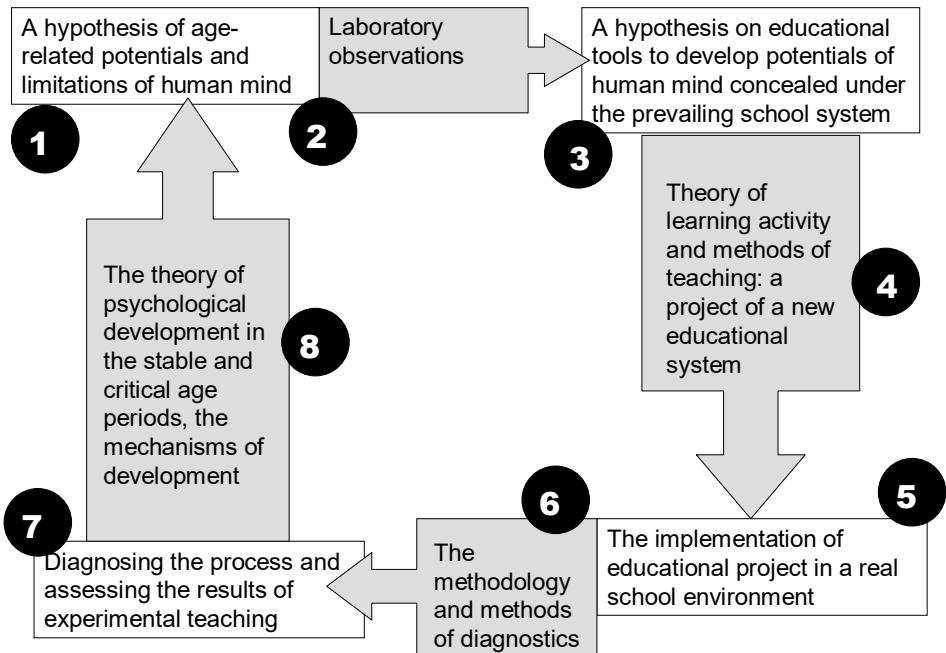 A hypothesis of age-
related potentials and
limitations of human mind
1
Laboratory
observations
2
A hypothesis on educational
tools to develop potentials of
human mind concealed under
the prevailing school system
3
Theory of
learning activity
and methods of
teaching: a
project of a new
educational
system
4
The implementation of
educational project in a real
school environment
5
The
methodology
and methods
of diagnostics
6
Diagnosing the process and
assessing the results of
experimental teaching
7
The theory of
psychological
development in
the stable and
critical age
periods, the
mechanisms of
development
8